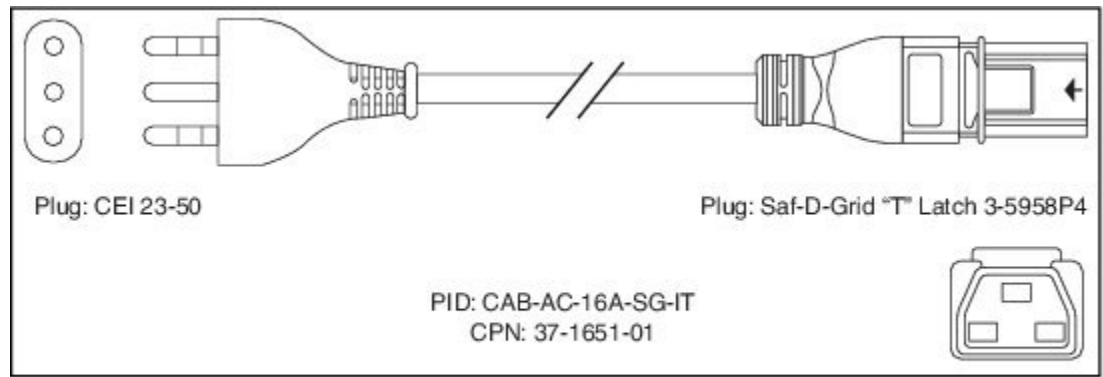 Plug: CEI 23-50
Plug: Saf-D-Grid “T” Latch 3-5958P4
PID: CAB-AC-16A-SG-IT
CPN: 37-1651-01